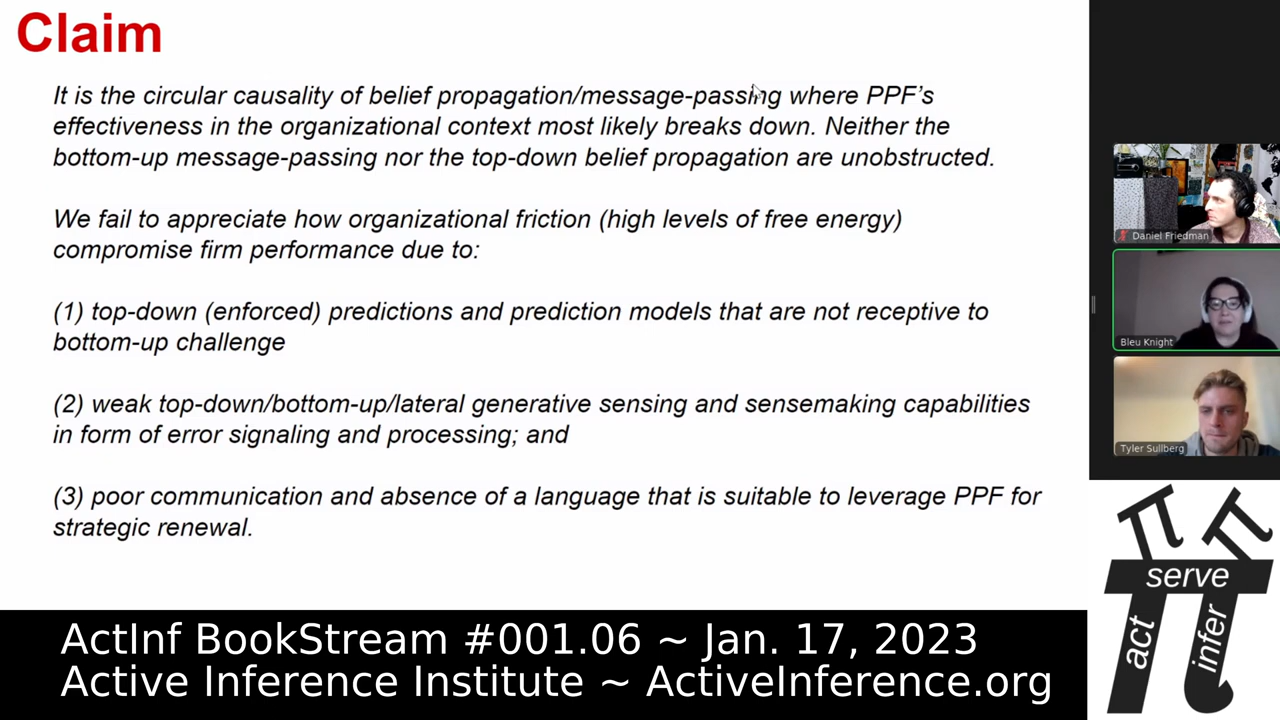 Claim
It is the circular causality of belief propagation/message-passing where PPF's
effectiveness in the organizational context most likely breaks down. Neither the
bottom-up message-passing nor the top-down belief propagation are unobstructed.
We fail to appreciate how organizational friction (high levels of free energy)
compromise firm performance due to:
(1) top-down (enforced) predictions and prediction models that are not receptive to
bottom-up challenge
(2) weak top-down/bottom-up/lateral generative sensing and sensemaking capabilities
in form of error signaling and processing; and
(3) poor communication and absence of a language that is suitable to leverage PPF for
strategic renewal.
Daniel Friedman
Bleu Knight
Tyler Sullberg
serve
act
infer
ActInf BookStream #001.06 ~ Jan. 17, 2023
Active Inference Institute ~ ActiveInference.org